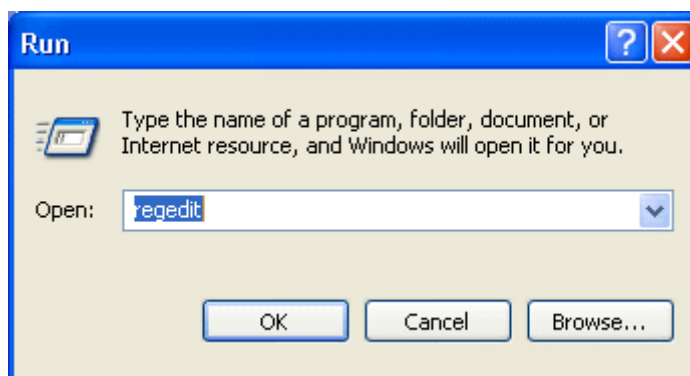 Run
Type the name of a program, folder, document, or
Internet resource, and Windows will open it for you.
Open: regedit
OK Cancel Browse...